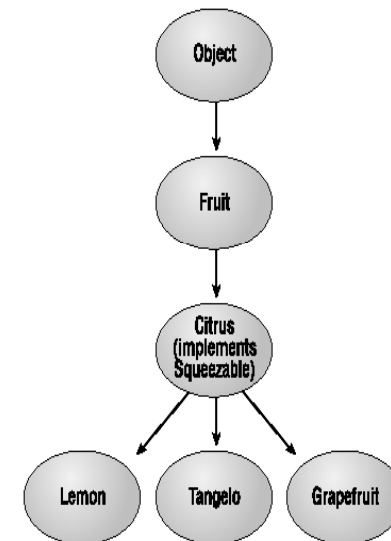 Object
Fruit
Citrus
(implements
Squeezable)
Lemon
Tangelo
Grapefruit